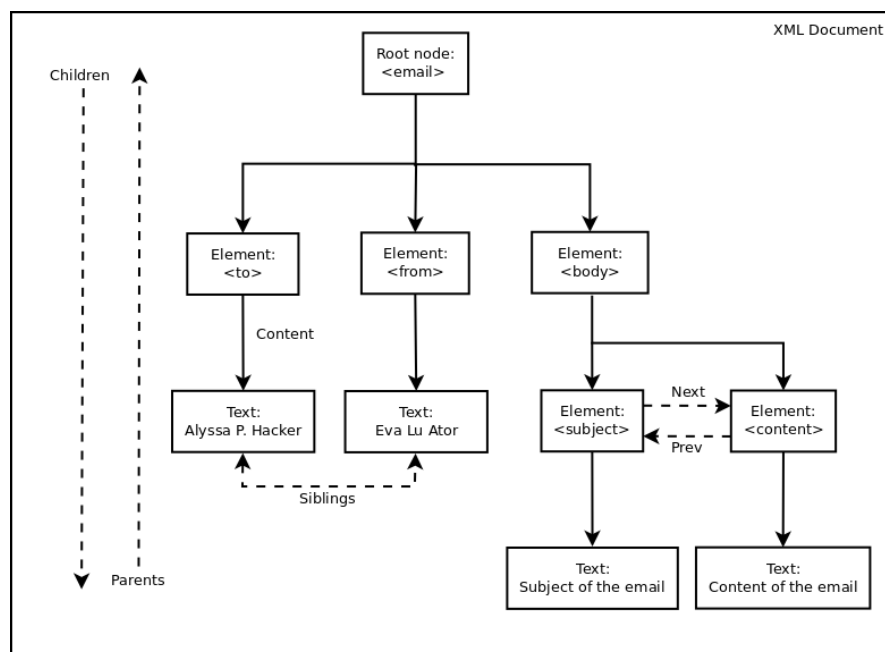 XML Document
Root node:
<email>
Children
Element:
<to>
Element:
<from>
Element:
<body>
Content
Text:
Alyssa P. Hacker
Text:
Eva Lu Ator
Element:
<subject>
Next
Prev
Element:
<content>
Siblings
Parents
Text:
Subject of the email
Text:
Content of the email